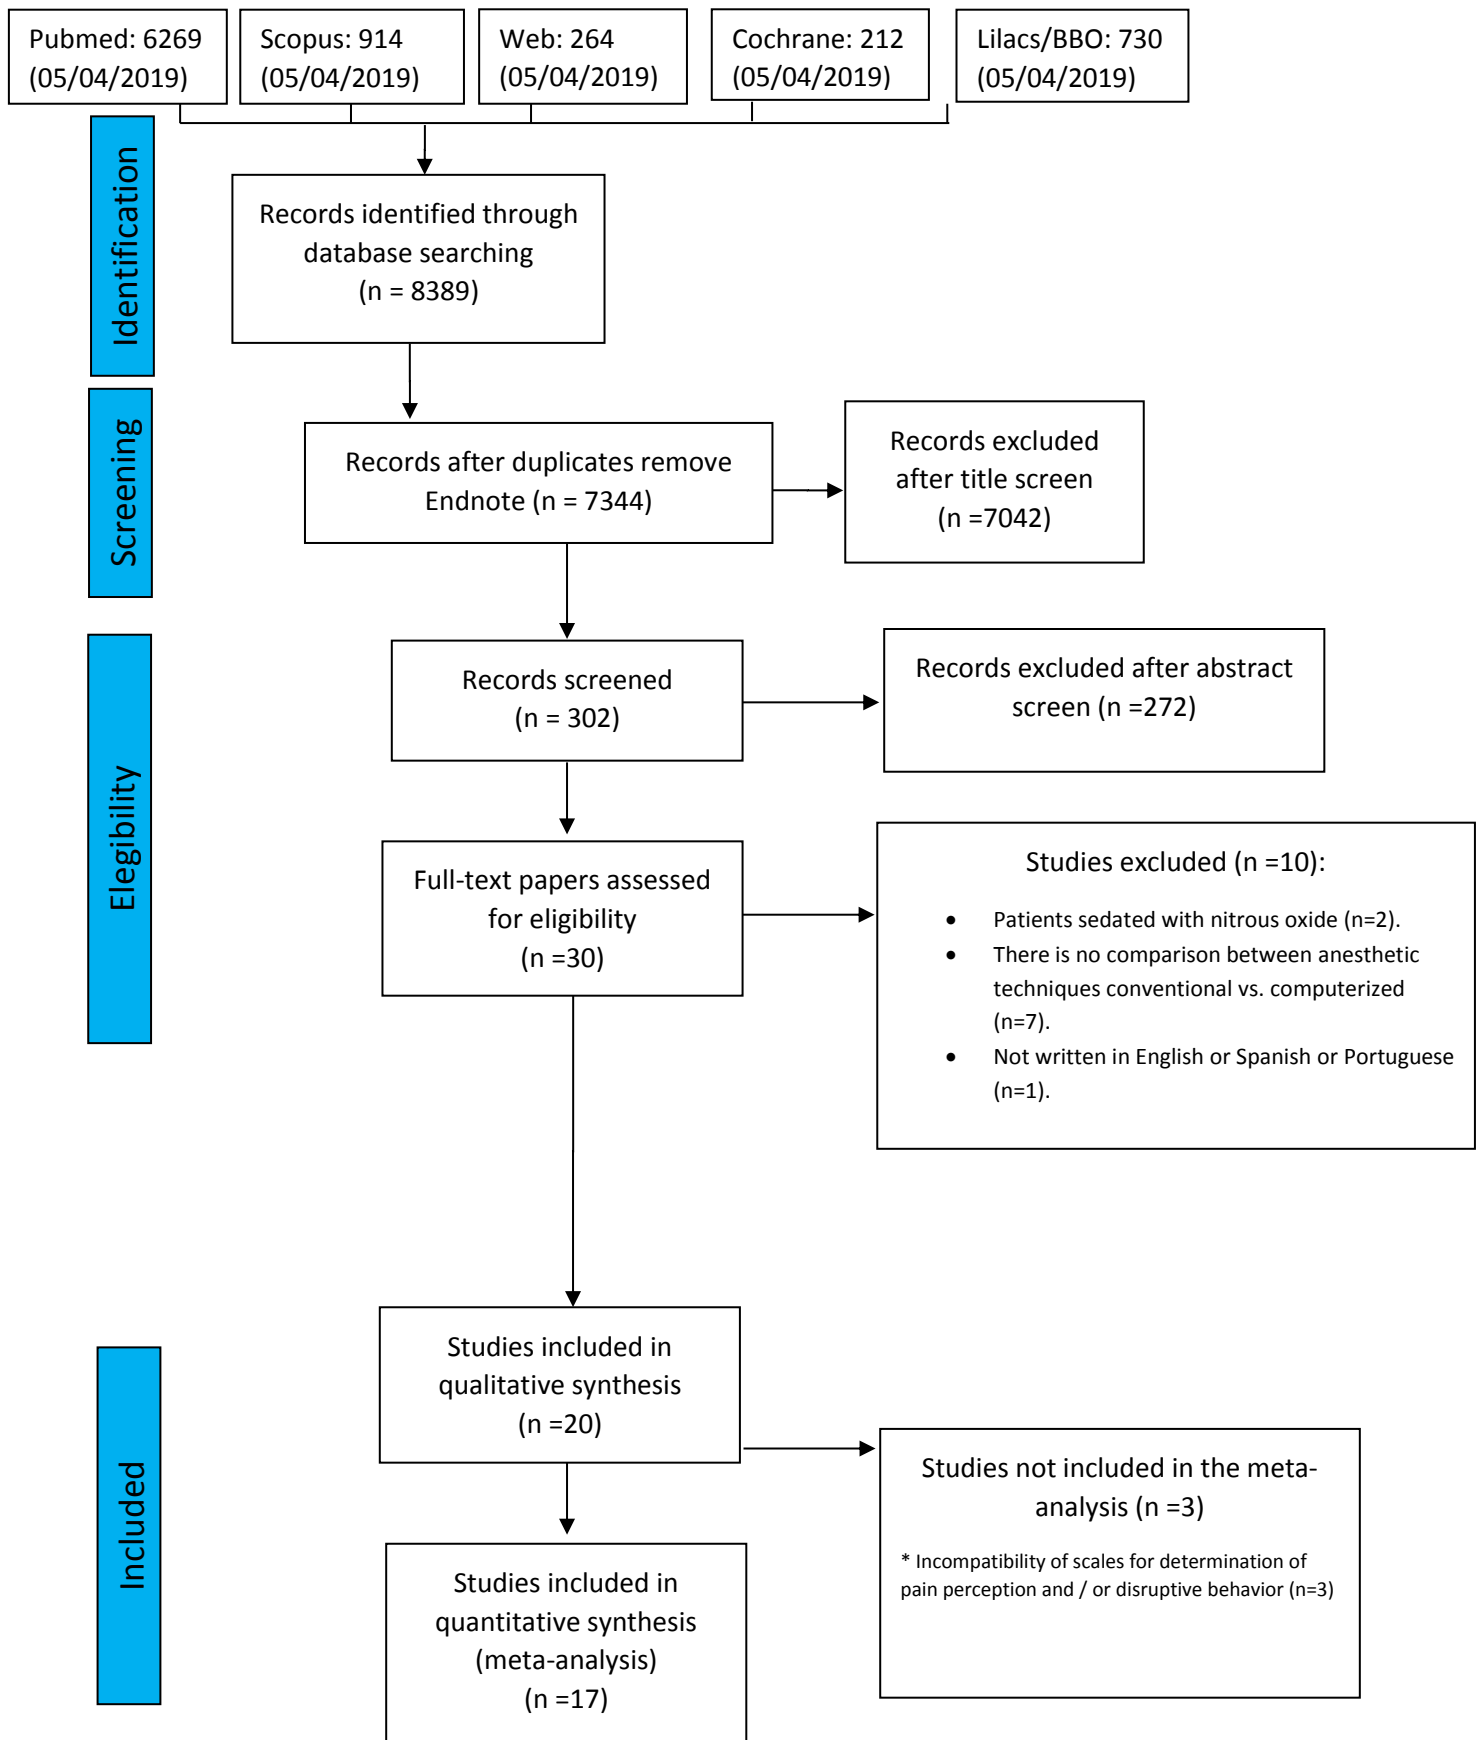 Pubmed: 6269
(05/04/2019)
Scopus: 914
(05/04/2019)
Web: 264
(05/04/2019)
Cochrane: 212
(05/04/2019)
Lilacs/BBO: 730
(05/04/2019)
Identification
Records identified through
database searching
(n = 8389)
Screening
Records after duplicates remove
Endnote (n = 7344)
Records excluded
after title screen
(n =7042)
Elegibility
Records screened
(n = 302)
Records excluded after abstract
screen (n =272)
Full-text papers assessed
for eligibility
(n =30)
Studies excluded (n =10):
• Patients sedated with nitrous oxide (n=2).
• There is no comparison between anesthetic
techniques conventional vs. computerized
(n=7).
• Not written in English or Spanish or Portuguese
(n=1).
Included
Studies included in
qualitative synthesis
(n =20)
Studies not included in the meta-
analysis (n =3)
* Incompatibility of scales for determination of
pain perception and / or disruptive behavior (n=3)
Studies included in
quantitative synthesis
(meta-analysis)
(n =17)